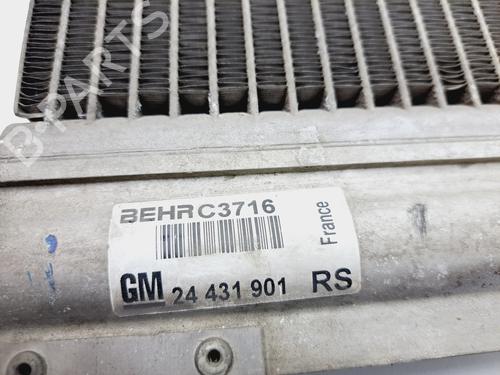 B-PARTS
BEHR C3716
France
GM 24 431 901 RS